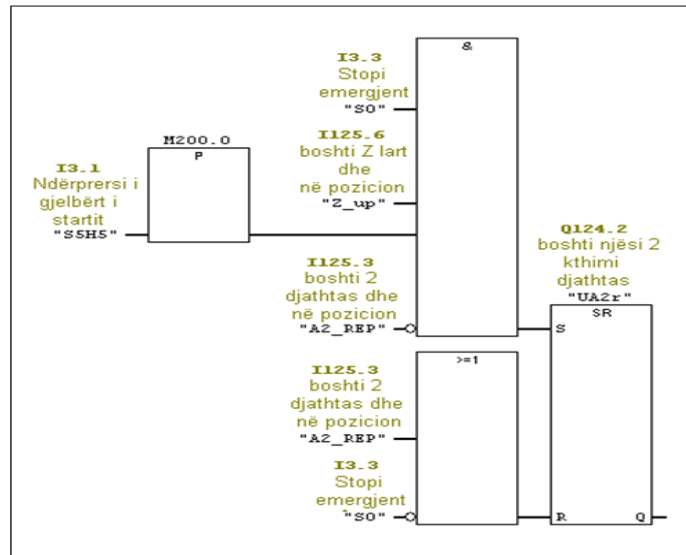 &
I3.3
Stopi
emergjent
"S0"
M200.0
P
I125.6
boshti Z lart
dhe
në pozicion
"Z_up"
I3.1
Ndërprersi i
gjelbërt i
startit
"S5H5"
I125.3
boshti 2
djathtas dhe
në pozicion
"A2_REP"
Q124.2
boshti njësi 2
kthimi
djathtas
"UA2r"
SR
S
>=1
I125.3
boshti 2
djathtas dhe
në pozicion
"A2_REP"
I3.3
Stopi
emergjent
"S0"
R
Q